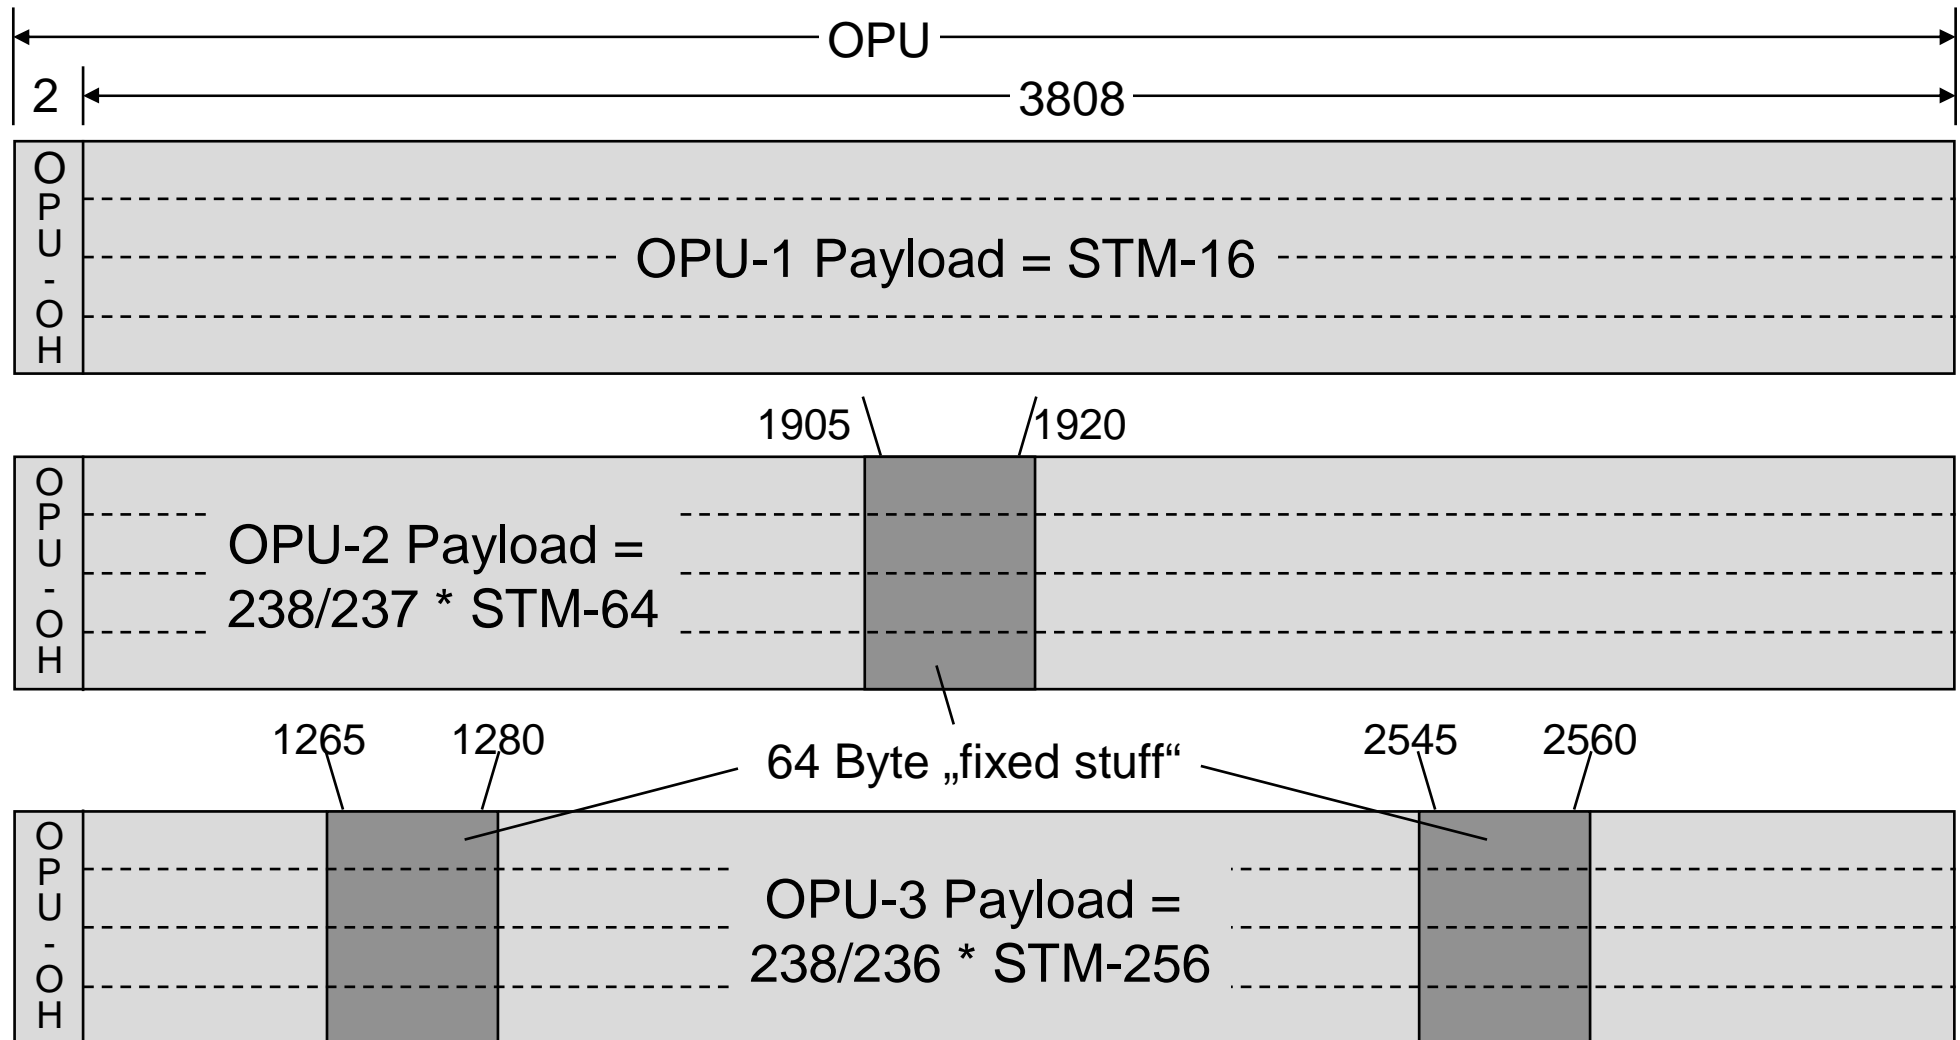 OPU
2
3808
OPU-OH
OPU-1 Payload = STM-16
1905
1920
OPU-OH
OPU-2 Payload =
238/237 * STM-64
1265
1280
64 Byte „fixed stuff“
2545
2560
OPU-OH
OPU-3 Payload =
238/236 * STM-256